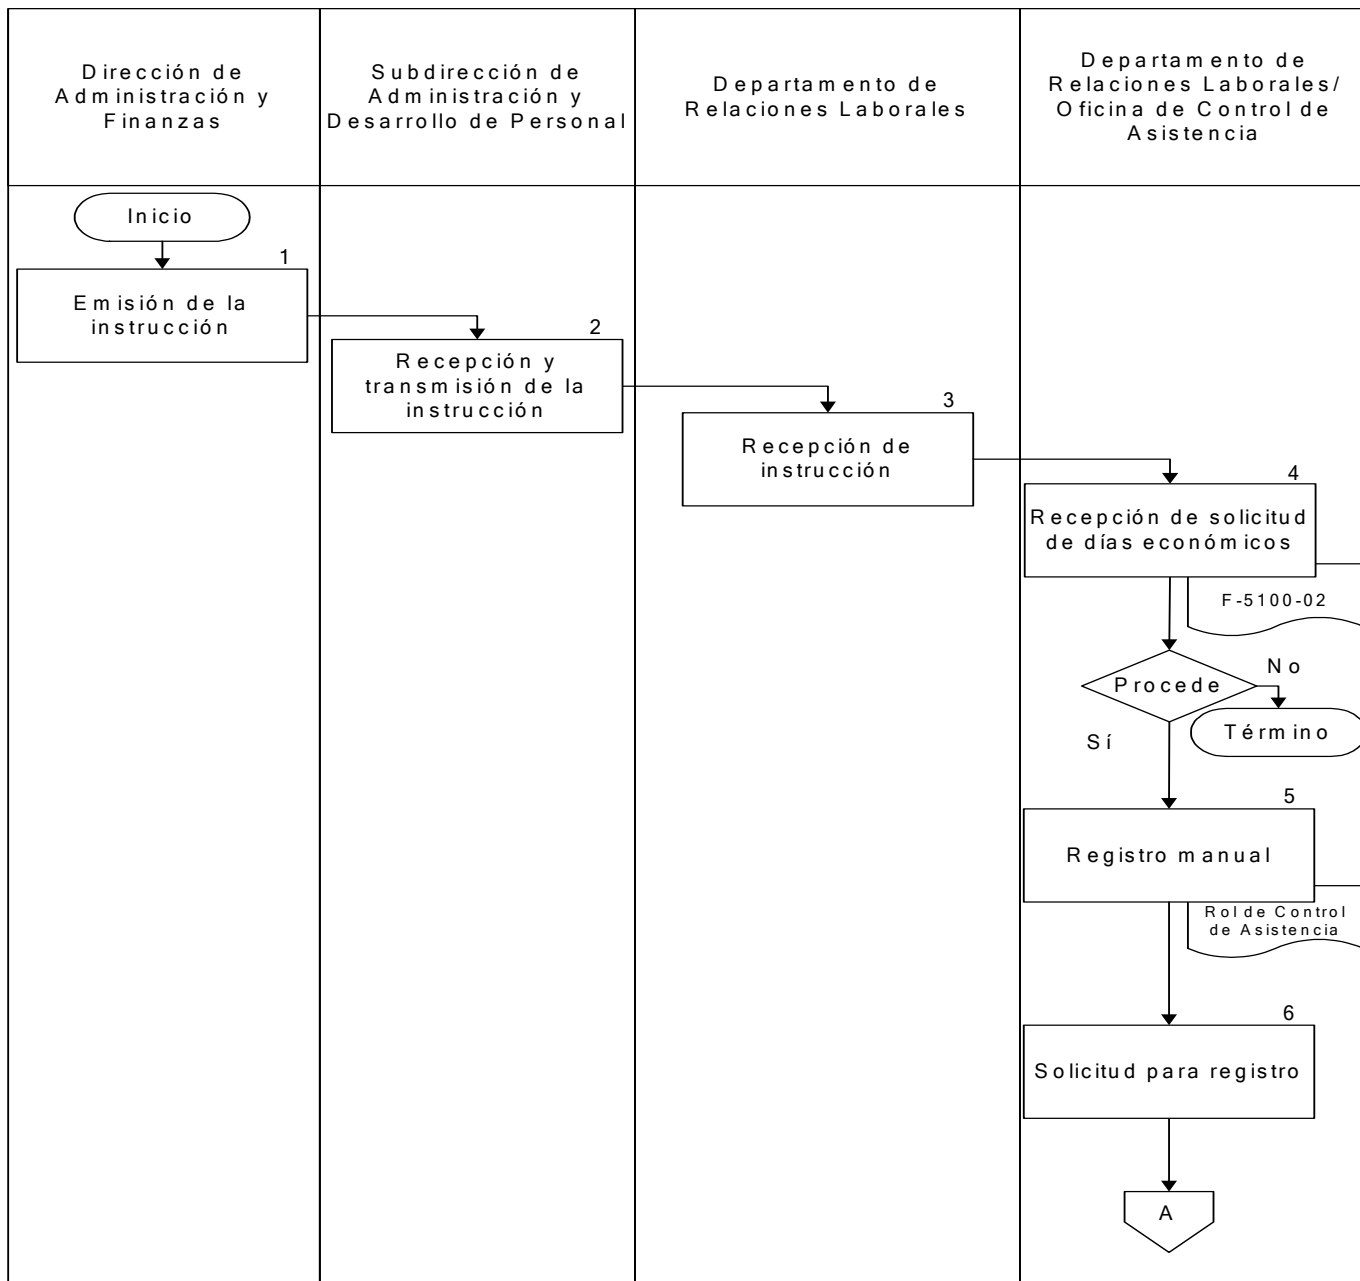 Dirección de
Administración y
Finanzas
Subdirección de
Administración y
Desarrollo de Personal
Departamento de
Relaciones Laborales
Departamento de
Relaciones Laborales/
Oficina de Control de
Asistencia
Inicio
1
Emisión de la
instrucción
2
Recepción y
transmisión de la
instrucción
3
Recepción de
instrucción
4
Recepción de solicitud
de días económicos
F-5100-02
Procede
No
Término
Sí
5
Registro manual
Rol de Control
de Asistencia
6
Solicitud para registro
A